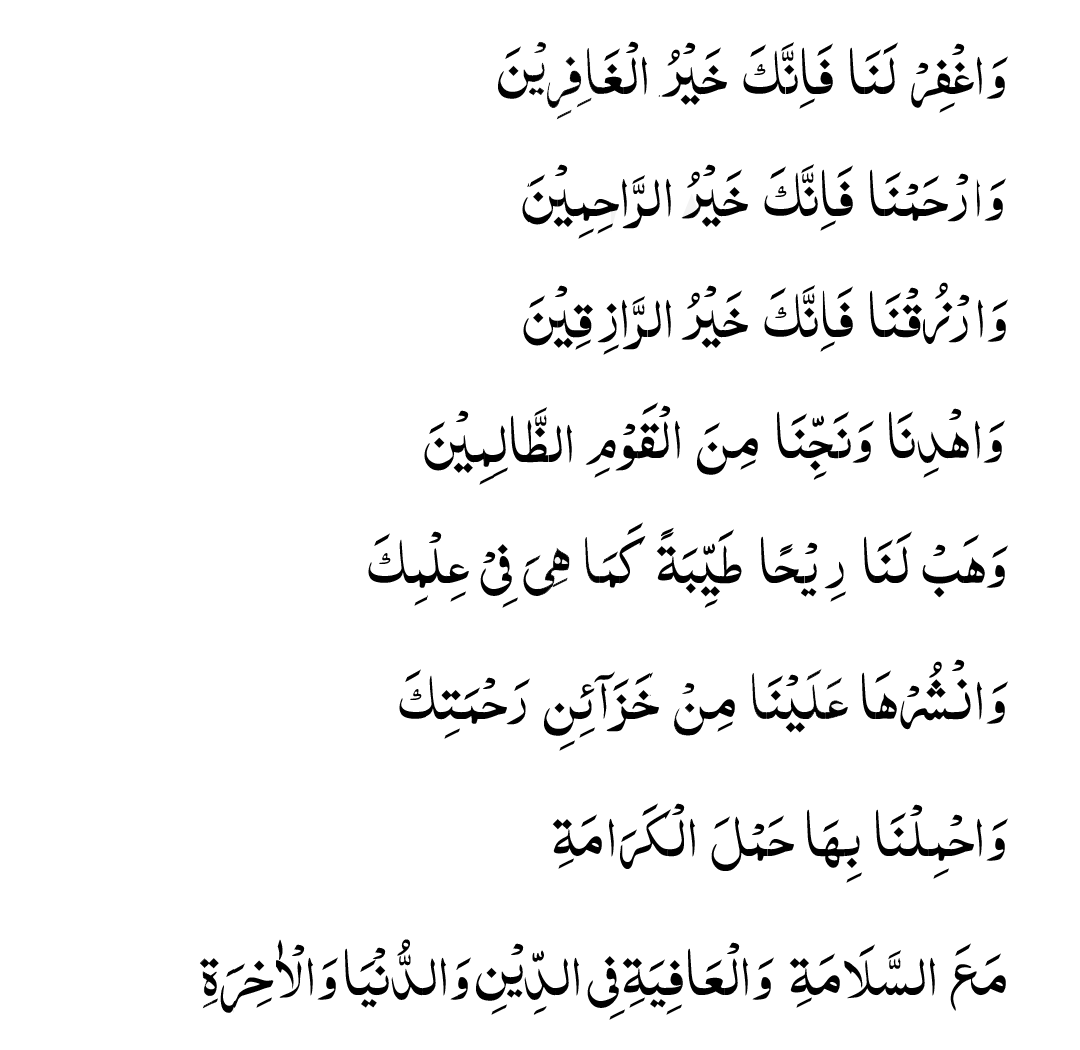 وَاغْفِرْ لَنَا فَاِنَّكَ خَيْرُ الْغَافِرِيْنَ
وَارْحَمْنَا فَاِنَّكَ خَيْرُ الرَّاحِمِيْنَ
وَارْزُقْنَا فَاِنَّكَ خَيْرُ الرَّازِقِيْنَ
وَاهْدِنَا وَنَجِّنَا مِنَ الْقَوْمِ الظَّالِمِيْنَ
وَهَبْ لَنَا رِيْحًا طَيِّبَةً كَمَا هِيَ فِيْ عِلْمِكَ
وَانْشُرْهَا عَلَيْنَا مِنْ خَزَآئِنِ رَحْمَتِكَ
وَاحْمِلْنَا بِهَا حَمْلَ الْكَرَامَةِ
مَعَ السَّلَامَةِ وَالْعَافِيَةِ فِى الدِّيْنِ وَالدُّنْيَا وَالْاٰخِرَةِ